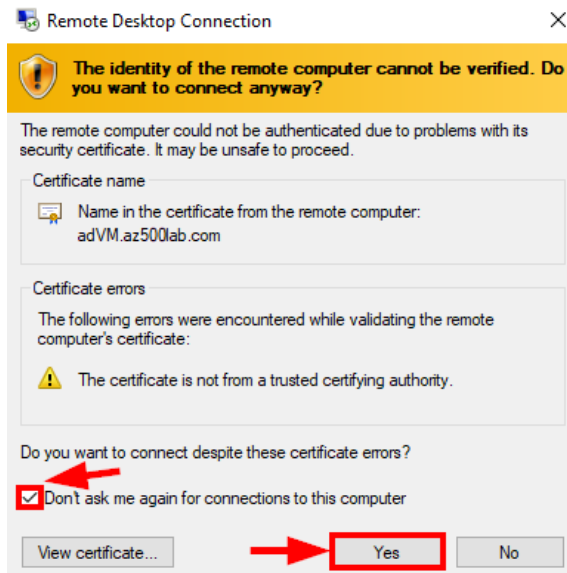 Remote Desktop Connection
The identity of the remote computer cannot be verified. Do
you want to connect anyway?
The remote computer could not be authenticated due to problems with its
security certificate. It may be unsafe to proceed.
Certificate name
Name in the certificate from the remote computer:
adVM.az500lab.com
Certificate errors
The following errors were encountered while validating the remote
computer's certificate:
The certificate is not from a trusted certifying authority.
Do you want to connect despite these certificate errors?
Don't ask me again for connections to this computer
View certificate...
Yes
No